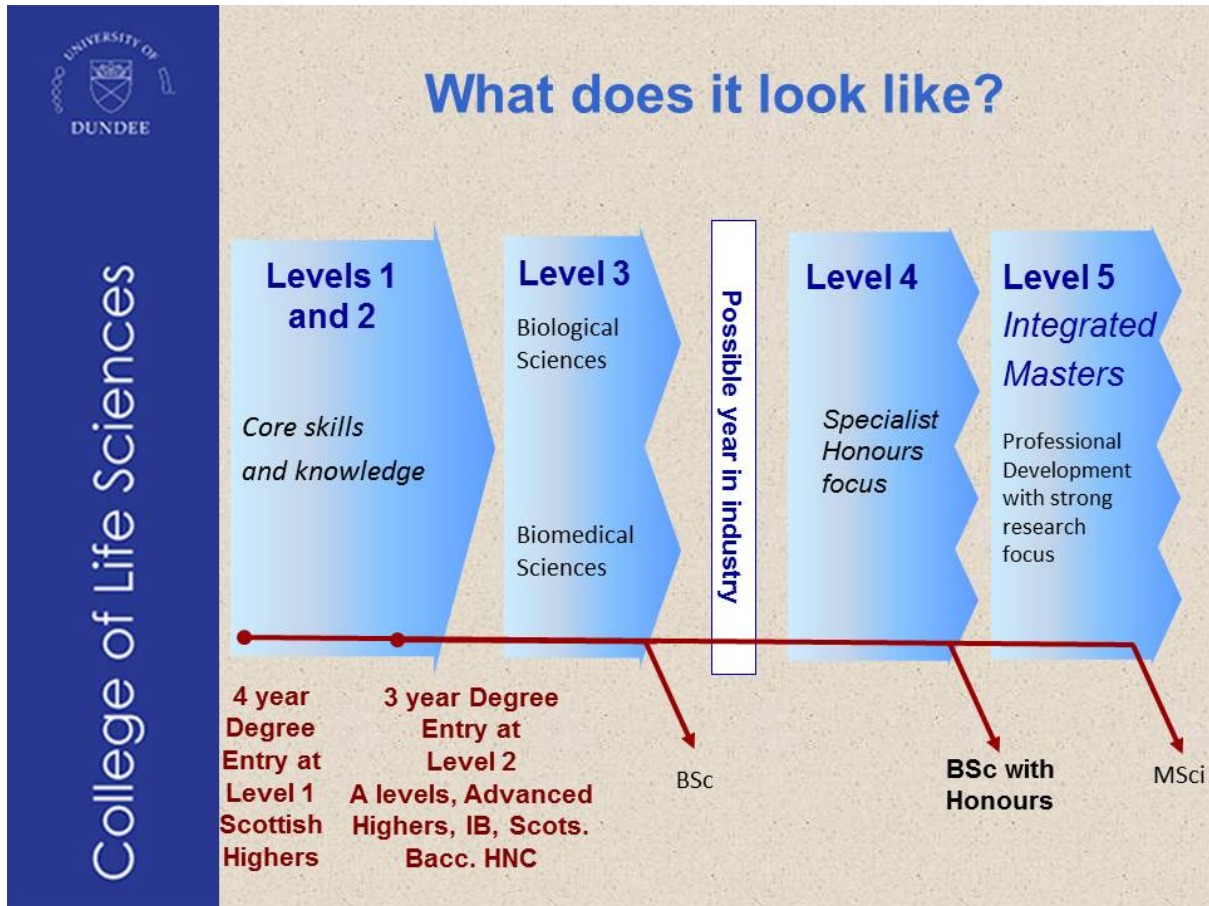 UNIVERSITY OF
DUNDEE
College of Life Sciences
What does it look like?
Levels 1
and 2
Core skills
and knowledge
Level 3
Biological
Sciences
Biomedical
Sciences
Possible year in industry
Level 4
Specialist
Honours
focus
Level 5
Integrated
Masters
Professional
Development
with strong
research
focus
4 year
Degree
Entry at
Level 1
Scottish
Highers
3 year Degree
Entry at
Level 2
A levels, Advanced
Highers, IB, Scots.
Bacc. HNC
BSc
BSc with
Honours
MSci